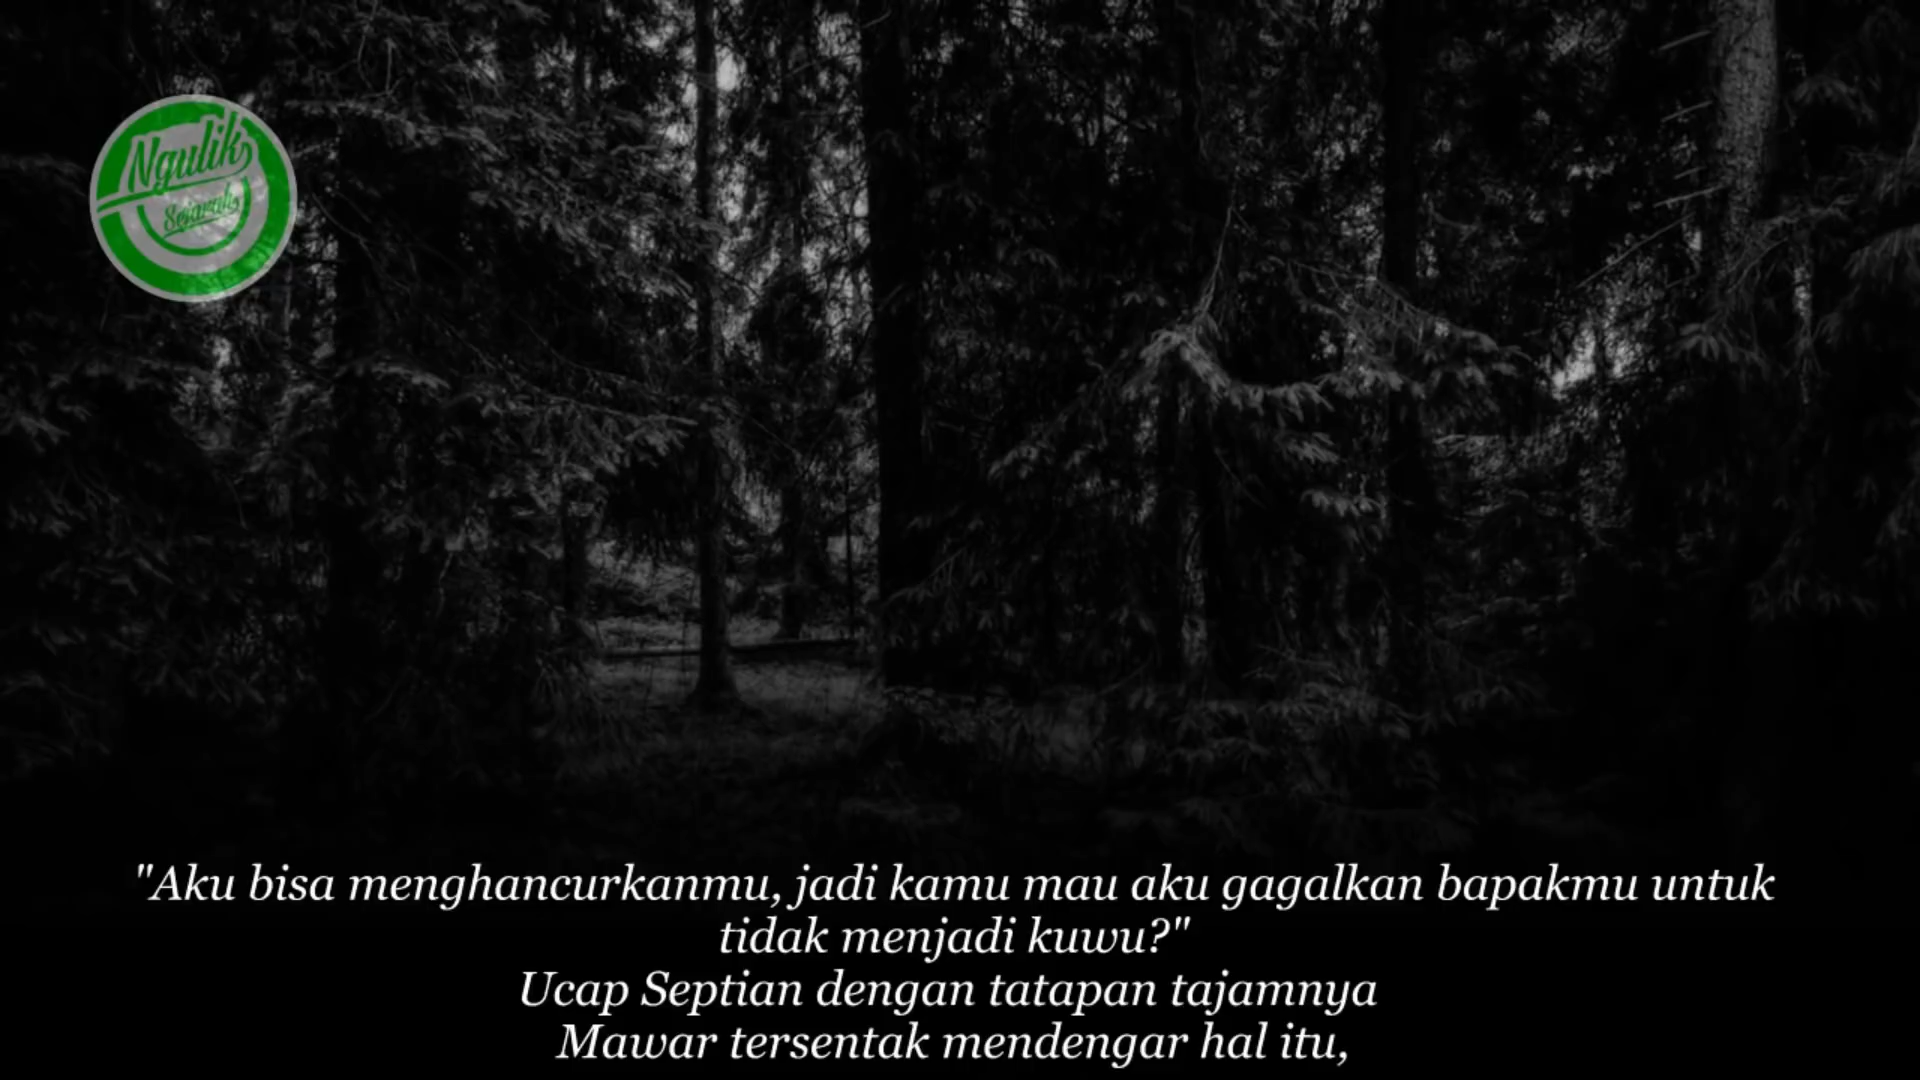 Ngulik
Sejarah
"Aku bisa menghancurkanmu, jadi kamu mau aku gagalkan bapakmu untuk
tidak menjadi kuwu?"
Ucap Septian dengan tatapan tajamnya
Mawar tersentak mendengar hal itu,